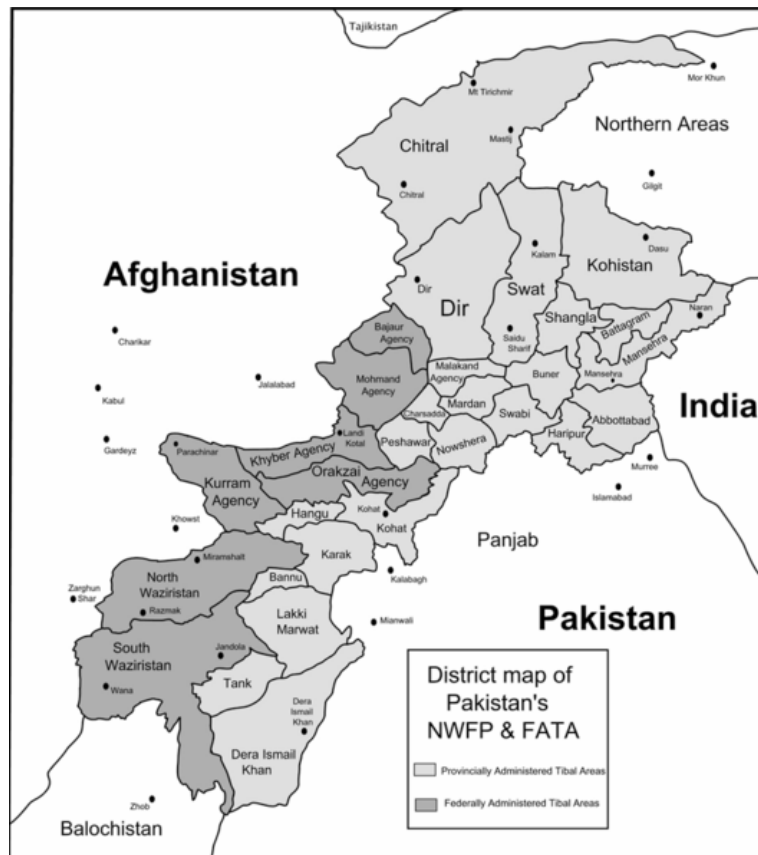 Tajikistan
Mor Khun
Mt Tirichmir
Northern Areas
Mastij
Chitral
Gilgit
Chitral
Dasu
Kalam
Kohistan
Afghanistan
Dir
Swat
Dir
Naran
Shangla
Battagram
Bajaur
Agency
Saidu
Sharif
Charikar
Mansehra
Malakand
Agency
Buner
Mansehra
Jalalabad
Mohmand
Agency
Kabul
Mardan
Swabi
India
Charsadda
Abbottabad
Landi
Kotal
Haripur
Gardeyz
Parachinar
Khyber Agency
Peshawar
Nowshera
Murree
Orakzai
Agency
Kurram
Agency
Islamabad
Hangu
Kohat
Khowst
Kohat
Panjab
Karak
Miramshalt
Kalabagh
North
Waziristan
Bannu
Zarghun
Shar
Razmak
Lakki
Marwat
Mianwali
Pakistan
South
Waziristan
Jandola
Tank
Wana
Dera
Ismail
Khan
Dera Ismail
Khan
District map of
Pakistan's
NWFP & FATA
Provincially Administered Tibal Areas
Federally Administered Tibal Areas
Zhob
Balochistan